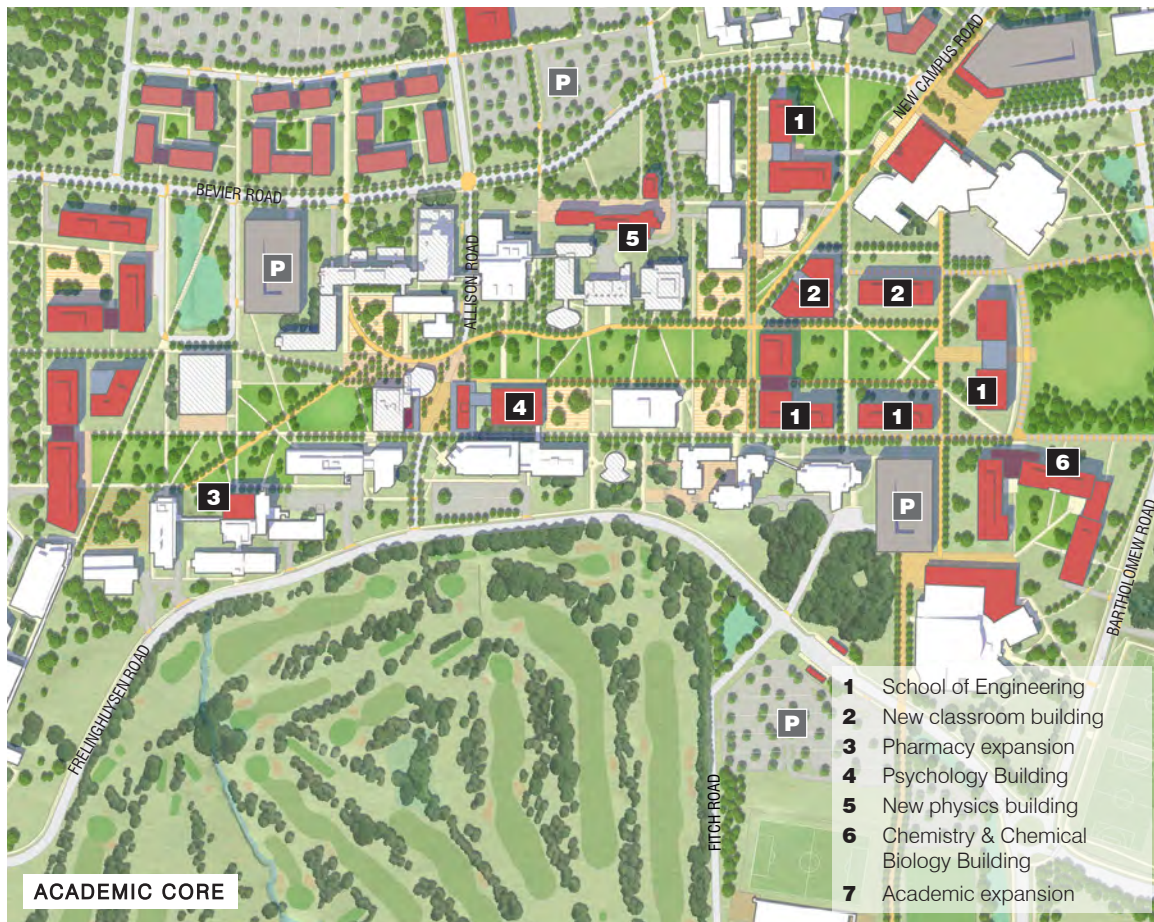 P
NEW CAMPUS ROAD
1
BEVIER ROAD
5
P
ALLISON ROAD
2
2
1
4
1
1
6
3
P
BARTHOLOMEW ROAD
FRELINGHUYSEN ROAD
P
FITCH ROAD
1 School of Engineering
2 New classroom building
3 Pharmacy expansion
4 Psychology Building
5 New physics building
6 Chemistry & Chemical
Biology Building
7 Academic expansion
ACADEMIC CORE